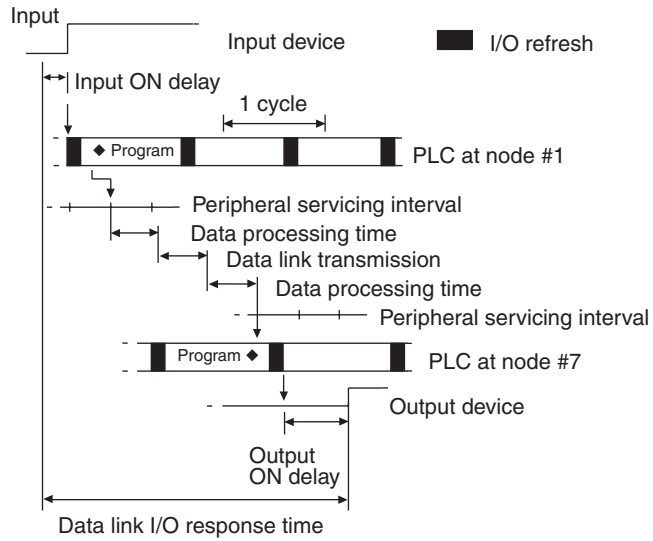 Input
Input device
I/O refresh
Input ON delay
1 cycle
◆ Program
PLC at node #1
Peripheral servicing interval
Data processing time
Data link transmission
Data processing time
Peripheral servicing interval
Program ◆
PLC at node #7
Output device
Output
ON delay
Data link I/O response time